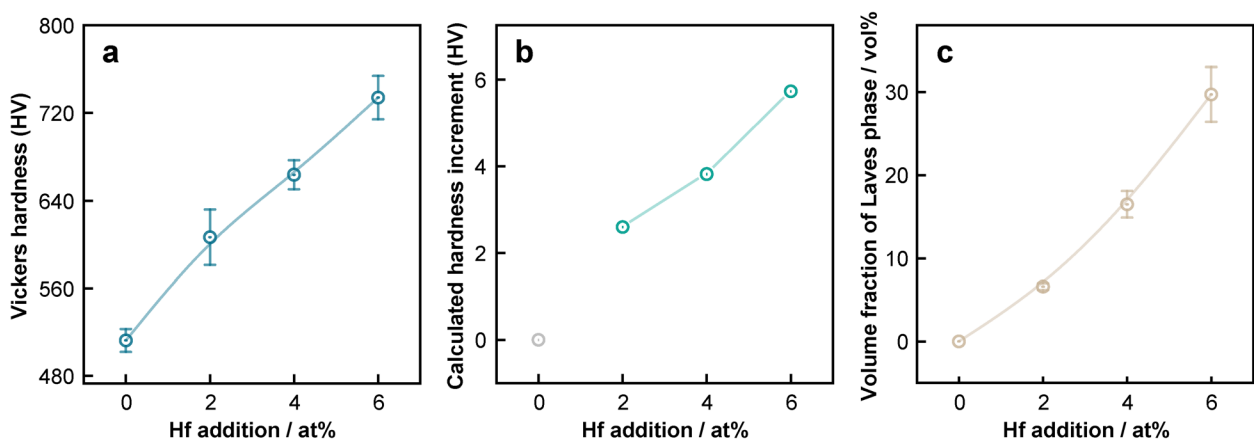 a
Vickers hardness (HV)
800
720
640
560
480
0 2 4 6
Hf addition / at%
b
Calculated hardness increment (HV)
6
4
2
0
0 2 4 6
Hf addition / at%
c
Volume fraction of Laves phase / vol%
30
20
10
0
0 2 4 6
Hf addition / at%